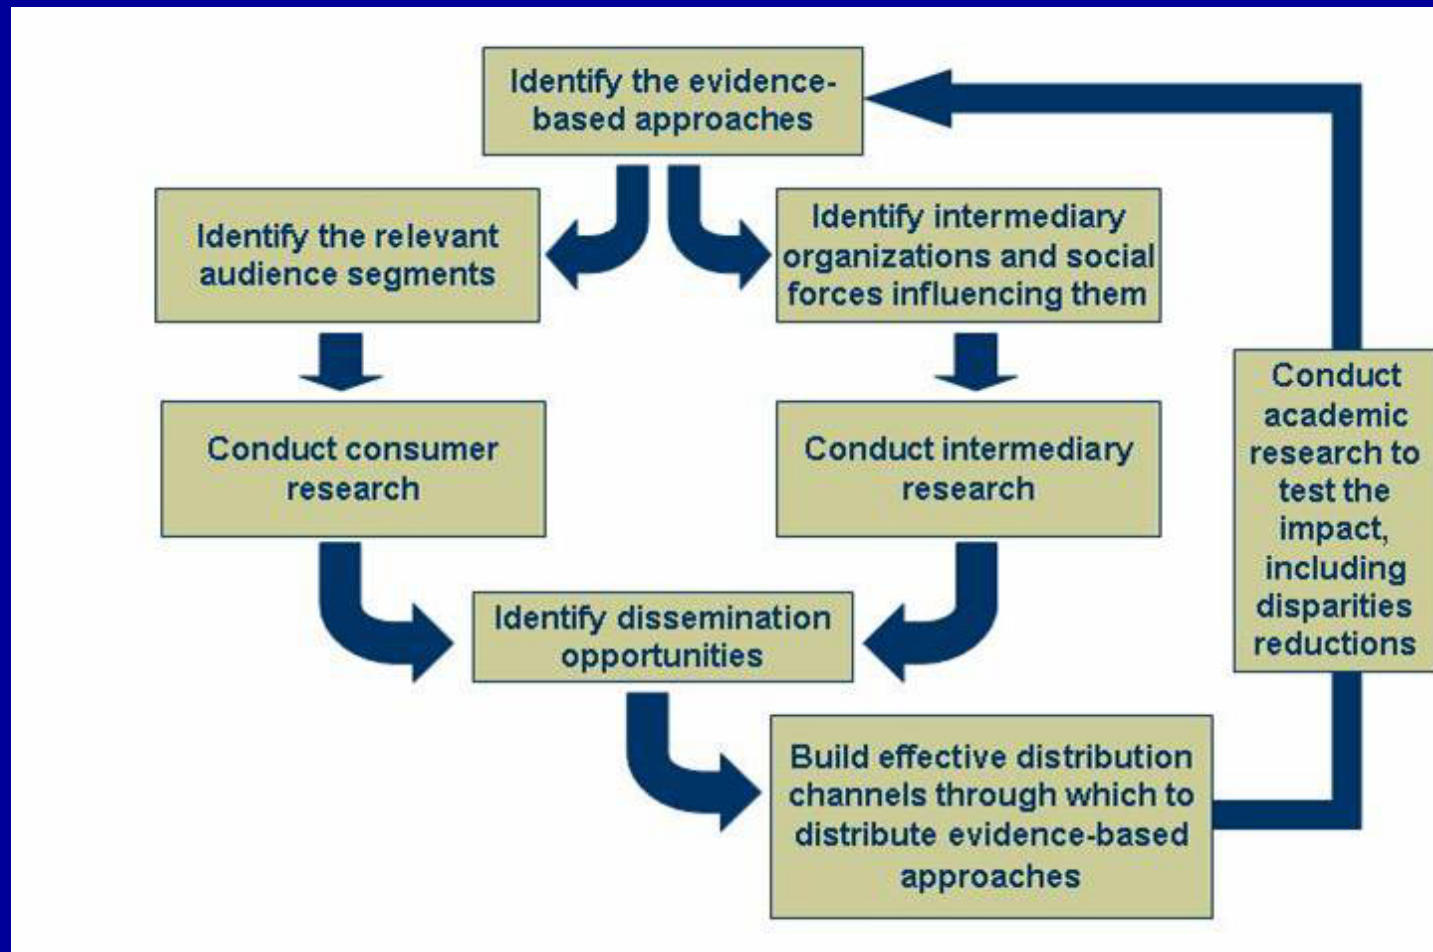 Identify the evidence-
based approaches
Identify the relevant
audience segments
Identify intermediary
organizations and social
forces influencing them
Conduct consumer
research
Conduct intermediary
research
Identify dissemination
opportunities
Build effective distribution
channels through which to
distribute evidence-based
approaches
Conduct
academic
research to
test the
impact,
including
disparities
reductions